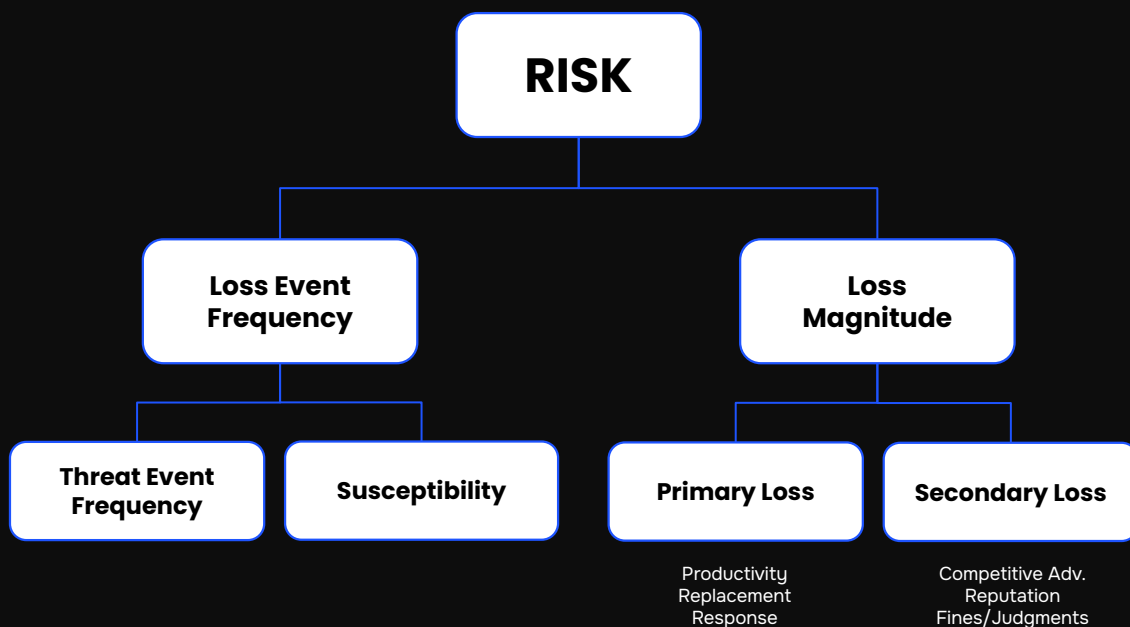 RISK
Loss Event
Frequency
Loss
Magnitude
Threat Event
Frequency
Susceptibility
Primary Loss
Secondary Loss
Productivity
Replacement
Response
Competitive Adv.
Reputation
Fines/Judgments